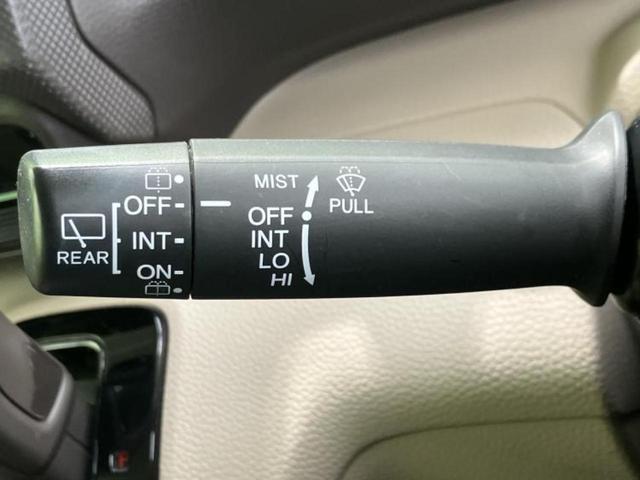 MIST
OFF
INT
LO
HI
PULL
REAR
OFF
INT
ON